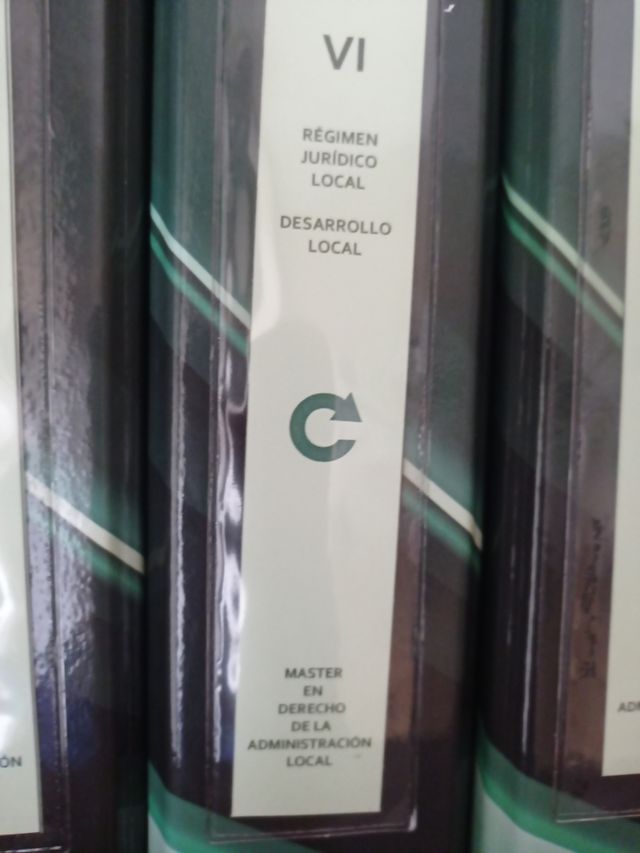 VI
RÉGIMEN
JURÍDICO
LOCAL
DESARROLLO
LOCAL
MASTER
EN
DERECHO
DE LA
ADMINISTRACIÓN
LOCAL